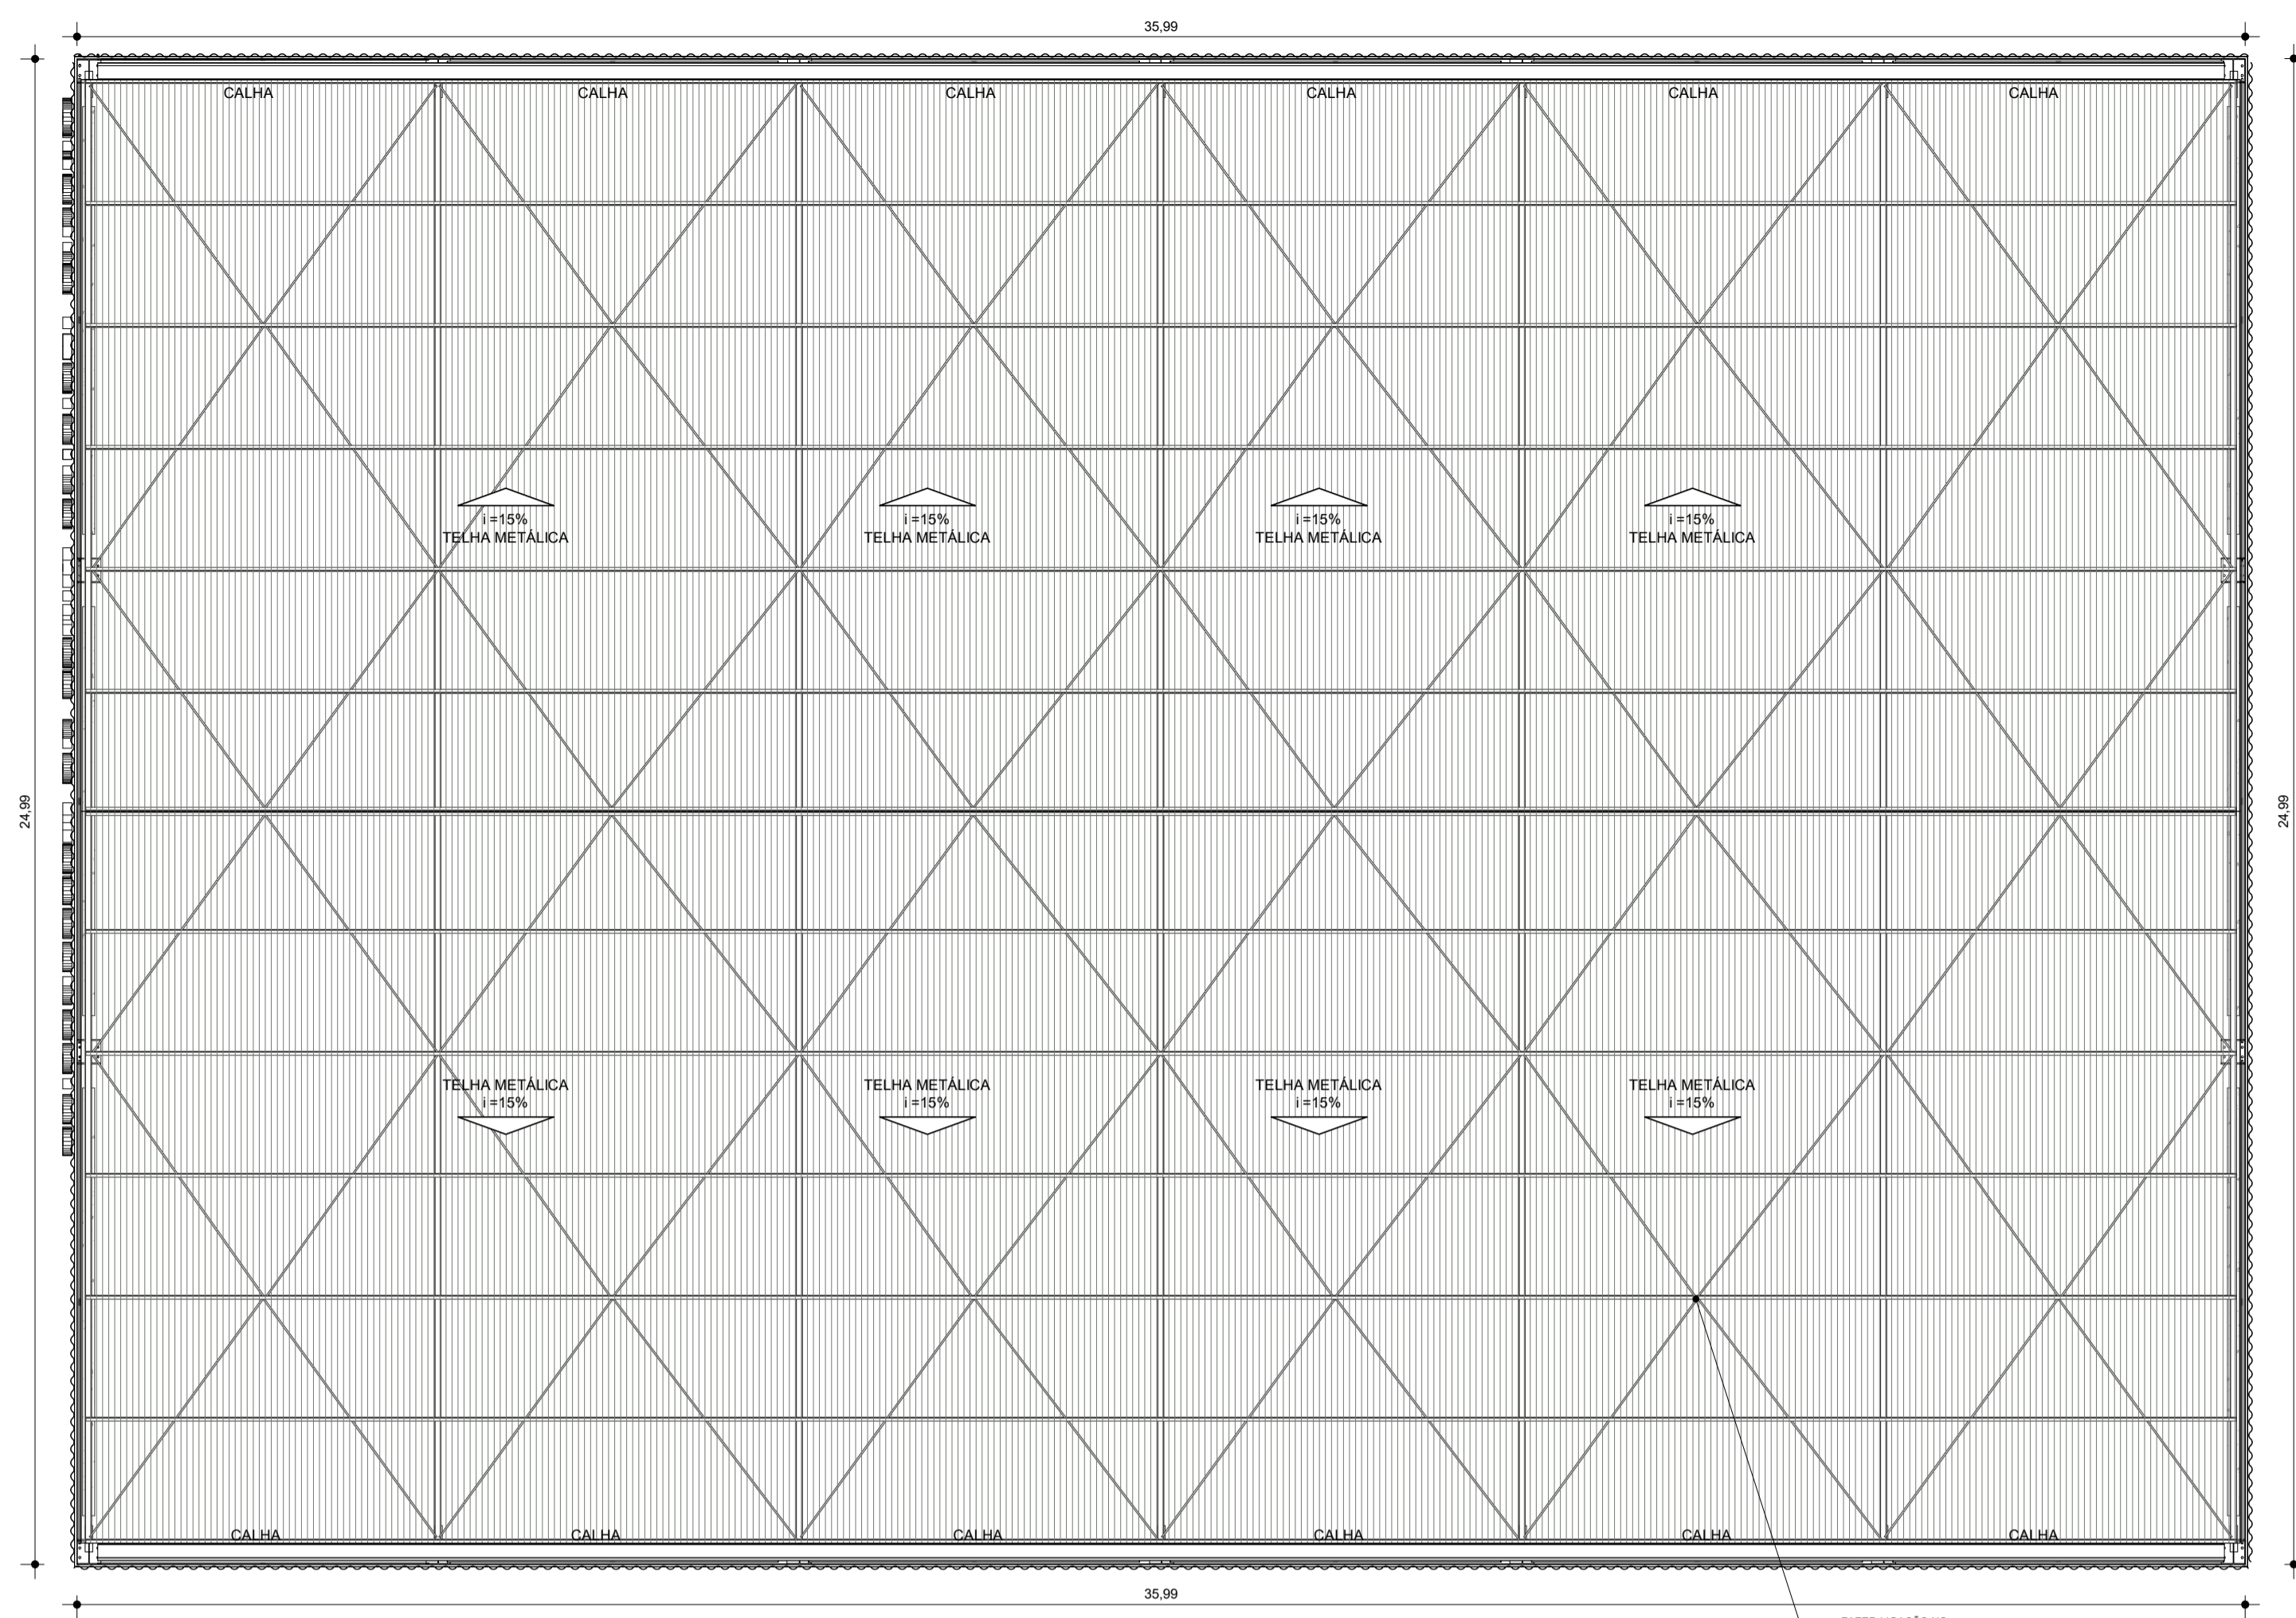 35,99
CALHA CALHA CALHA CALHA CALHA CALHA
i =15% i =15% i =15% i =15%
TELHA METÁLICA TELHA METÁLICA TELHA METÁLICA TELHA METÁLICA
24,99 24,99
TELHA METÁLICA TELHA METÁLICA TELHA METÁLICA TELHA METÁLICA
i =15% i =15% i =15% i =15%
CALHA CALHA CALHA CALHA CALHA CALHA
35,99